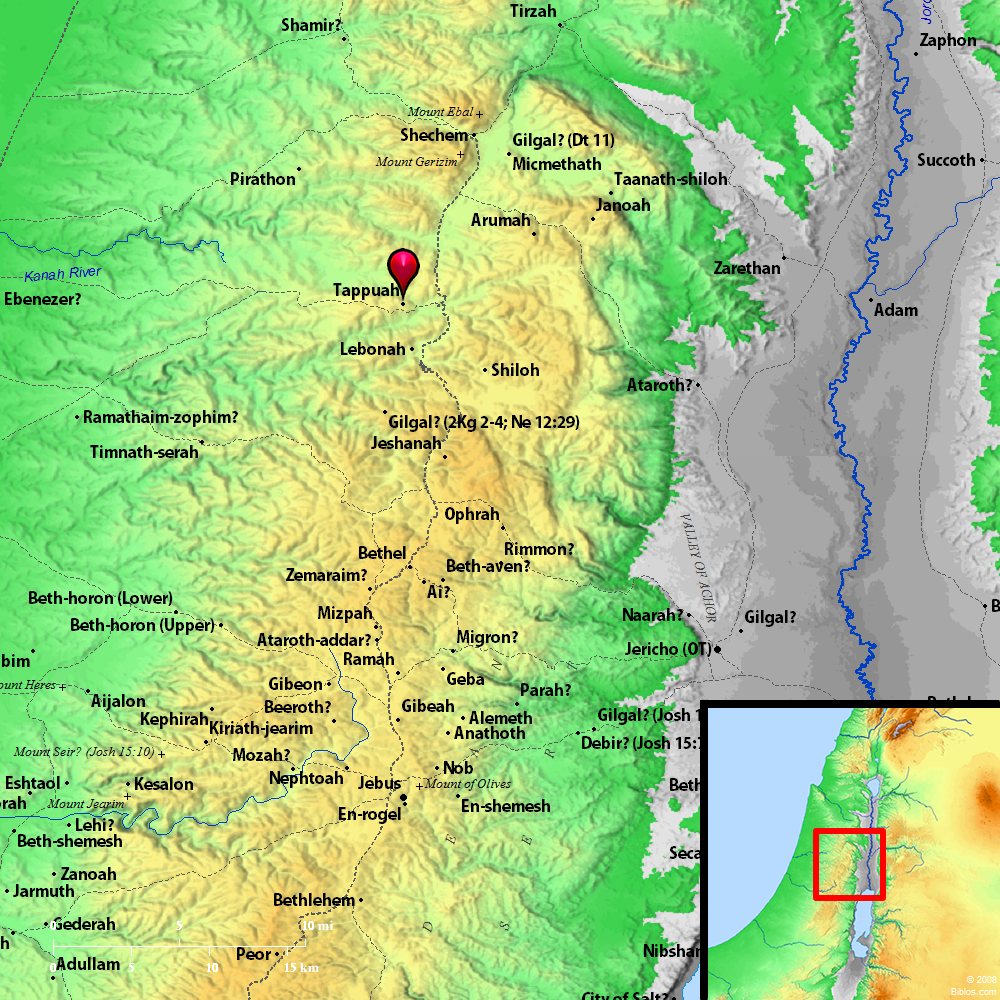 Tirzah
Shamir?
Zaphon
Mount Ebal
Shechem
Gilgal? (Dt 11)
Mount Gerizim
Micmethath
Succoth
Pirathon
Taanath-shiloh
Janoah
Arumah
Zarethan
Kanah River
Tappuah
Ebenezer?
Adam
Lebonah
Shiloh
Ataroth?
Ramathaim-zophim?
Gilgal? (2Kg 2-4; Ne 12:29)
Jeshanah
Timnath-serah
Ophrah
VALLEY OF ACHOR
Bethel
Rimmon?
Beth-aven?
Zemaraim?
Ai?
Beth-horon (Lower)
Mizpah
Naarah?
Gilgal?
Beth-horon (Upper)
Ataroth-addar?
Migron?
Jericho (OT)
Ramah
Geba
Gibeon
Parah?
Aijalon
Beeroth?
Gibeah
Kephirah
Alemeth
Gilgal? (Josh 1
Kiriath-jearim
Anathoth
Debir? (Josh 15:
Mount Seir? (Josh 15:10)
Mozah?
Nob
Nephtoah
Jebus
Mount of Olives
Beth
Eshtaol
Kesalon
Mount Jearim
En-rogel
En-shemesh
Lehi?
Beth-shemesh
Seca
Zanoah
Jarmuth
Bethlehem
Gederah
0 5 10 mi
Peor
Nibshan
Adullam
0 5 10 15 km
City of Salt?
© 2008
Biblos.com